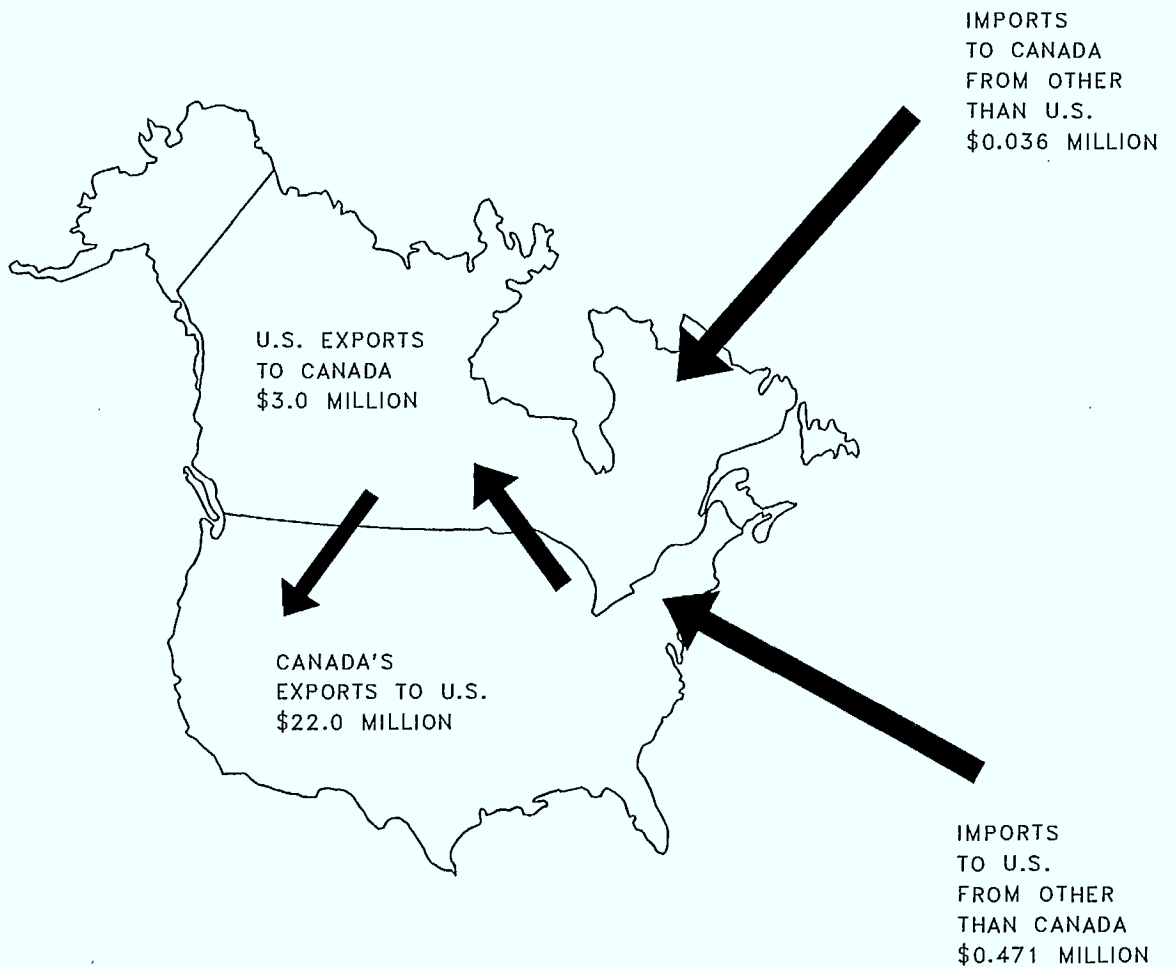 IMPORTS
TO CANADA
FROM OTHER
THAN U.S.
$0.036 MILLION
U.S. EXPORTS
TO CANADA
$3.0 MILLION
CANADA'S
EXPORTS TO U.S.
$22.0 MILLION
IMPORTS
TO U.S.
FROM OTHER
THAN CANADA
$0.471 MILLION